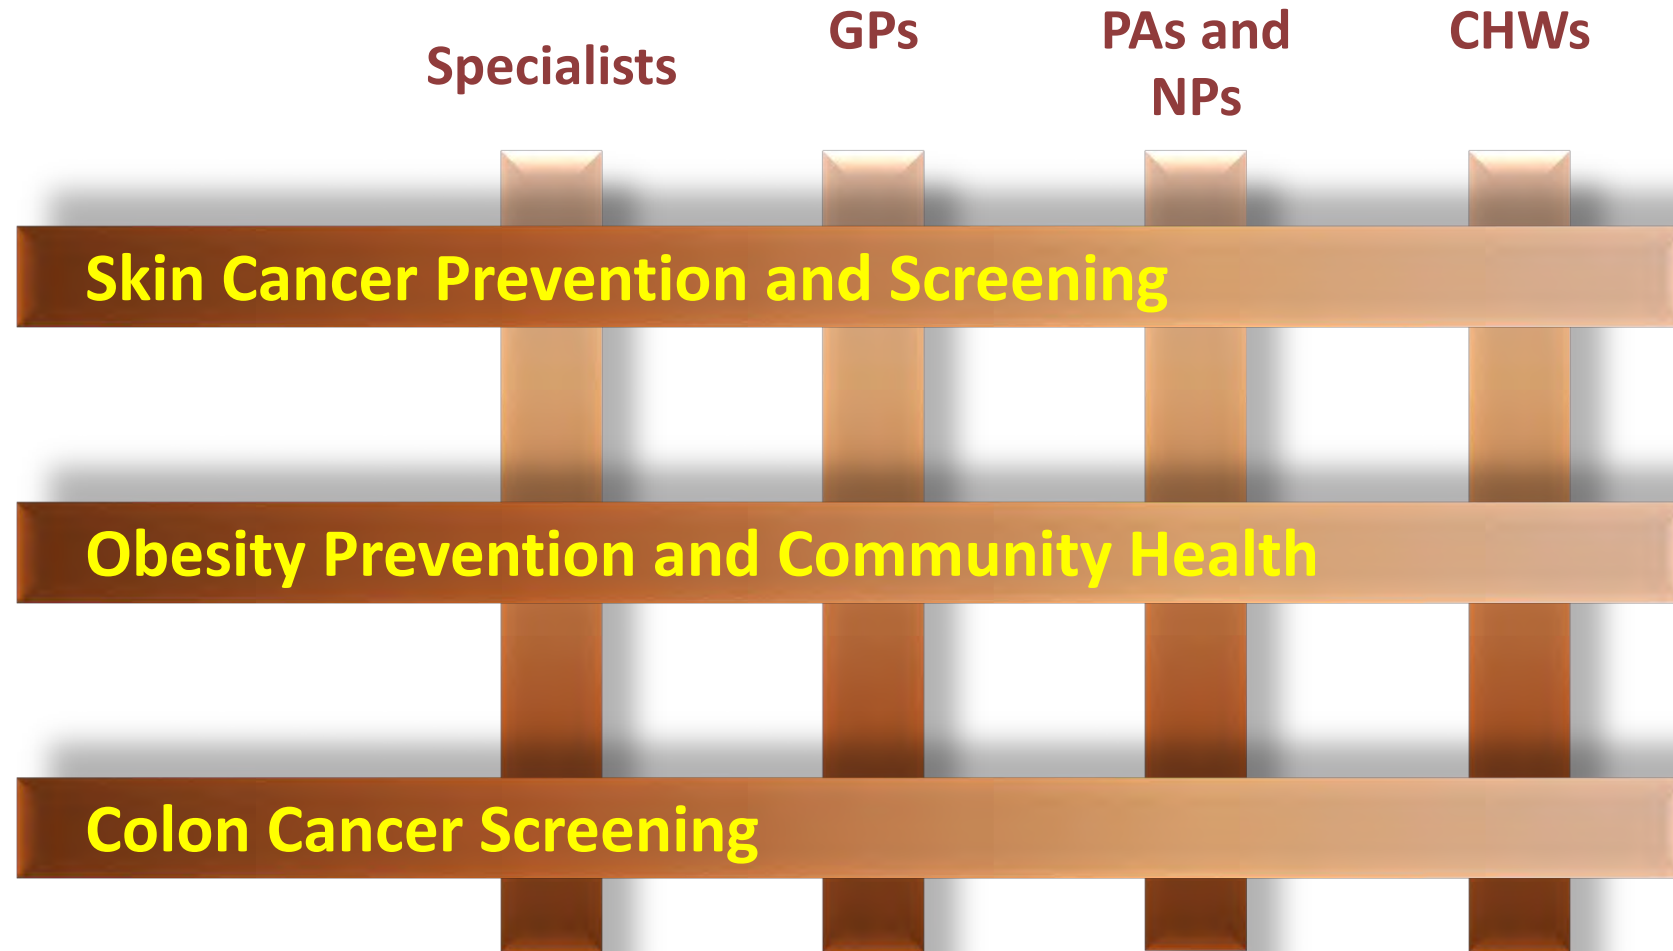 Specialists
GPs
PAs and
NPs
CHWs
Skin Cancer Prevention and Screening
Obesity Prevention and Community Health
Colon Cancer Screening